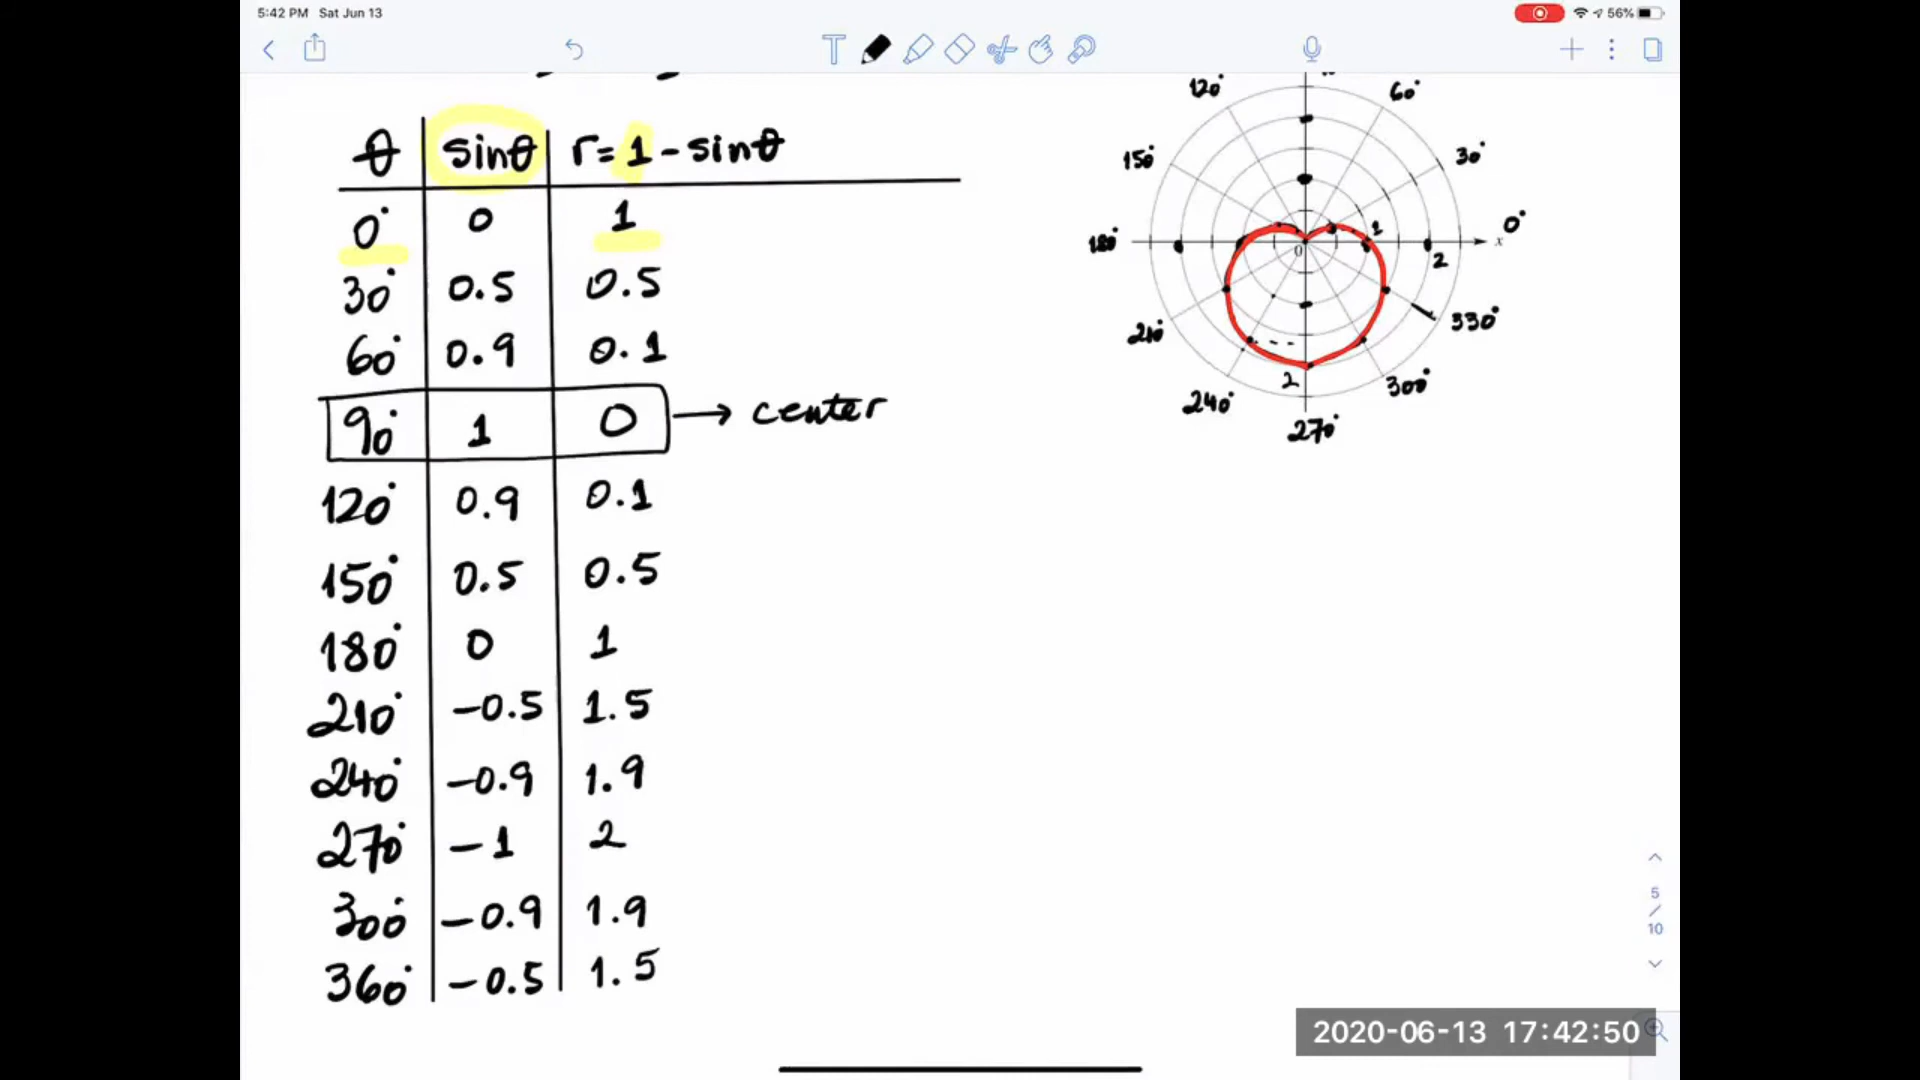 5:42 PM Sat Jun 13
56%
θ sinθ r=1-sinθ
0° 0 1
30° 0.5 0.5
60° 0.9 0.1
90° 1 0 → center
120° 0.9 0.1
150° 0.5 0.5
180° 0 1
210° -0.5 1.5
240° -0.9 1.9
270° -1 2
300° -0.9 1.9
360° -0.5 1.5
120° 60°
150° 30°
180° 0 1 2 x 0°
210° 330°
240° 2 300°
270°
5
/
10
2020-06-13 17:42:50